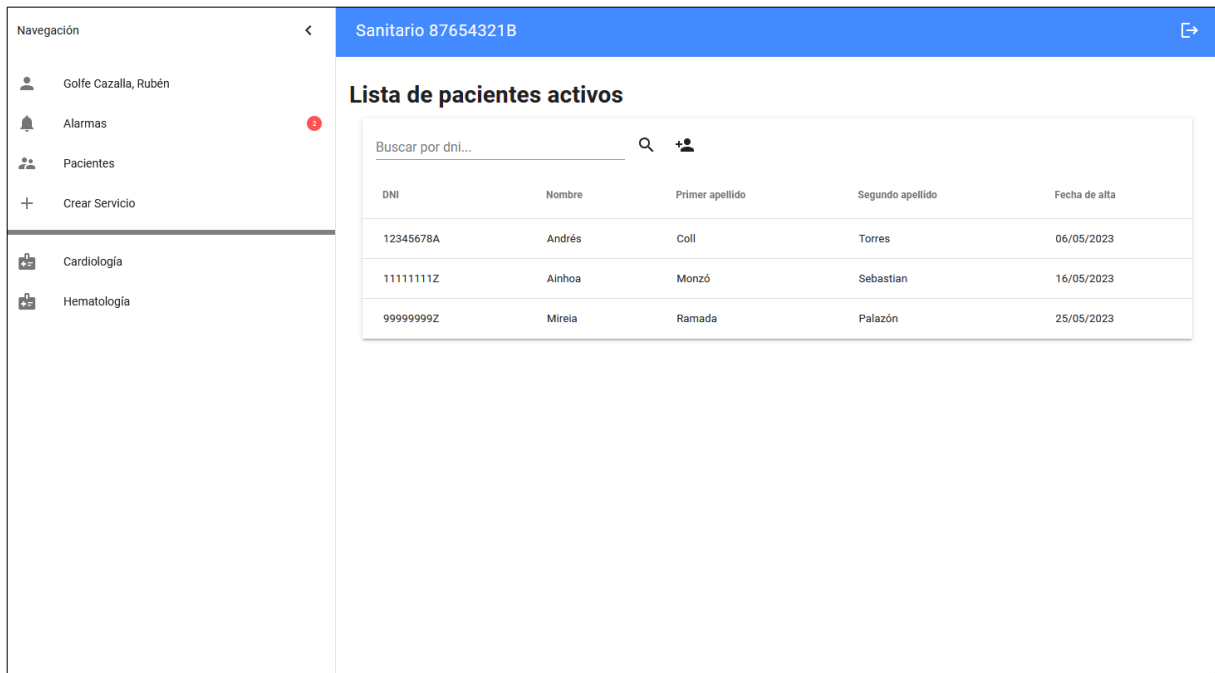 Navegación
Golfe Cazalla, Rubén
Alarmas 2
Pacientes
Crear Servicio
Cardiología
Hematología
Sanitario 87654321B
Lista de pacientes activos
Buscar por dni...
DNI Nombre Primer apellido Segundo apellido Fecha de alta
12345678A Andrés Coll Torres 06/05/2023
11111111Z Ainhoa Monzó Sebastian 16/05/2023
99999999Z Mireia Ramada Palazón 25/05/2023